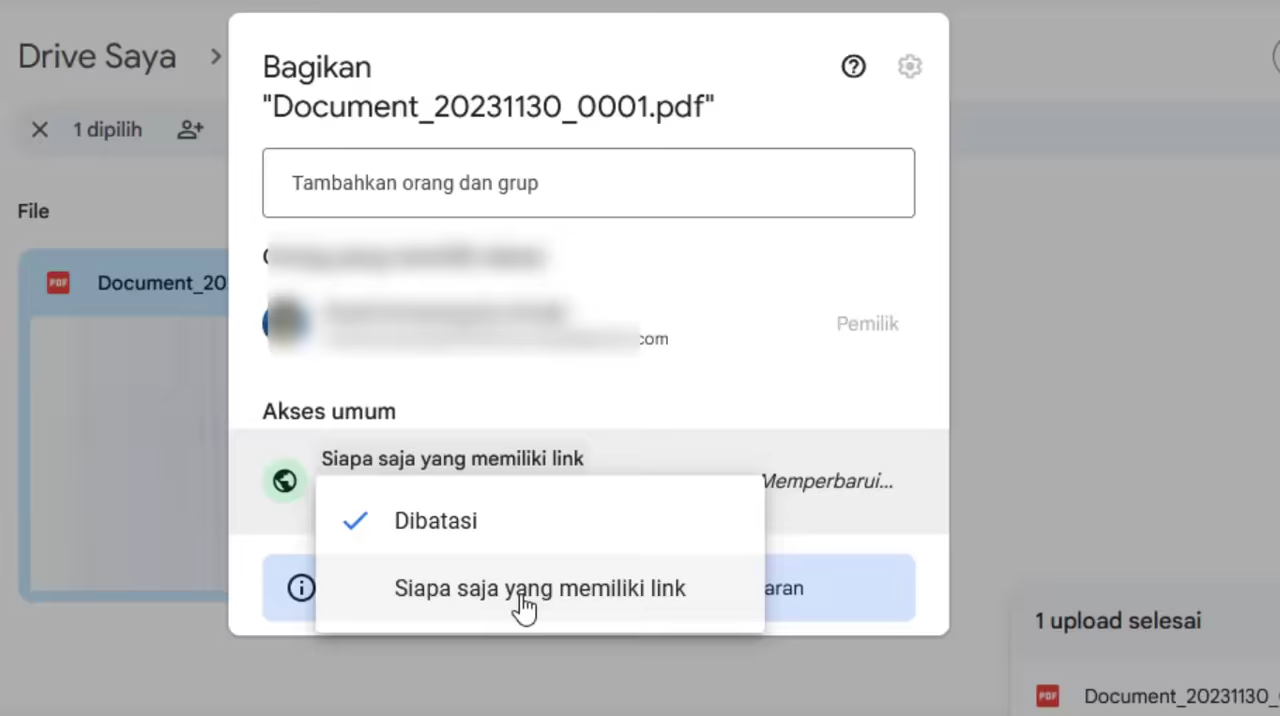 Drive Saya
Bagikan
"Document_20231130_0001.pdf"
1 dipilih
Tambahkan orang dan grup
File
PDF
Document_20
com
Pemilik
Akses umum
Siapa saja yang memiliki link
Memperbarui...
Dibatasi
Siapa saja yang memiliki link
aran
1 upload selesai
PDF
Document_20231130_